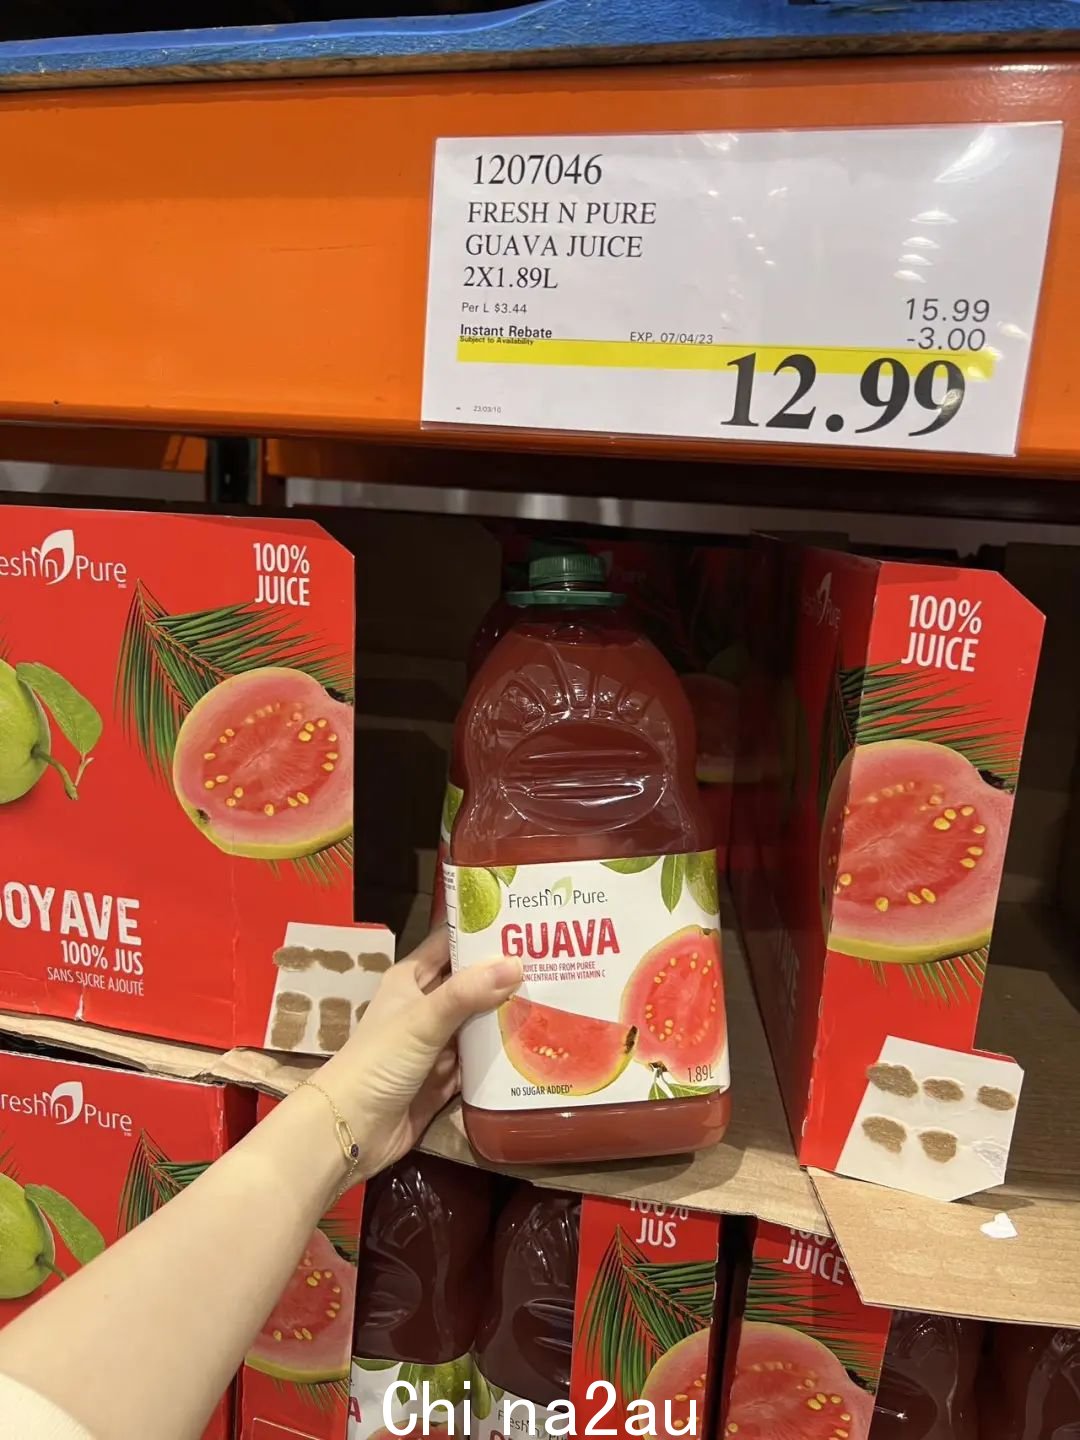 1207046
FRESH N PURE
GUAVA JUICE
2X1.89L
Per L $3.44
15.99
Instant Rebate
EXP. 07/04/23
-3.00
Subject to Availability
12.99
23/03/10
esh'n Pure
100%
JUICE
OYAVE
100% JUS
SANS SUCRE AJOUTÉ
100%
JUICE
Fresh'n Pure
GUAVA
JUICE BLEND FROM PUREE
CONCENTRATE WITH VITAMIN C
NO SUGAR ADDED*
1.89L
resh'n Pure
100%
JUS
JUICE
China2au